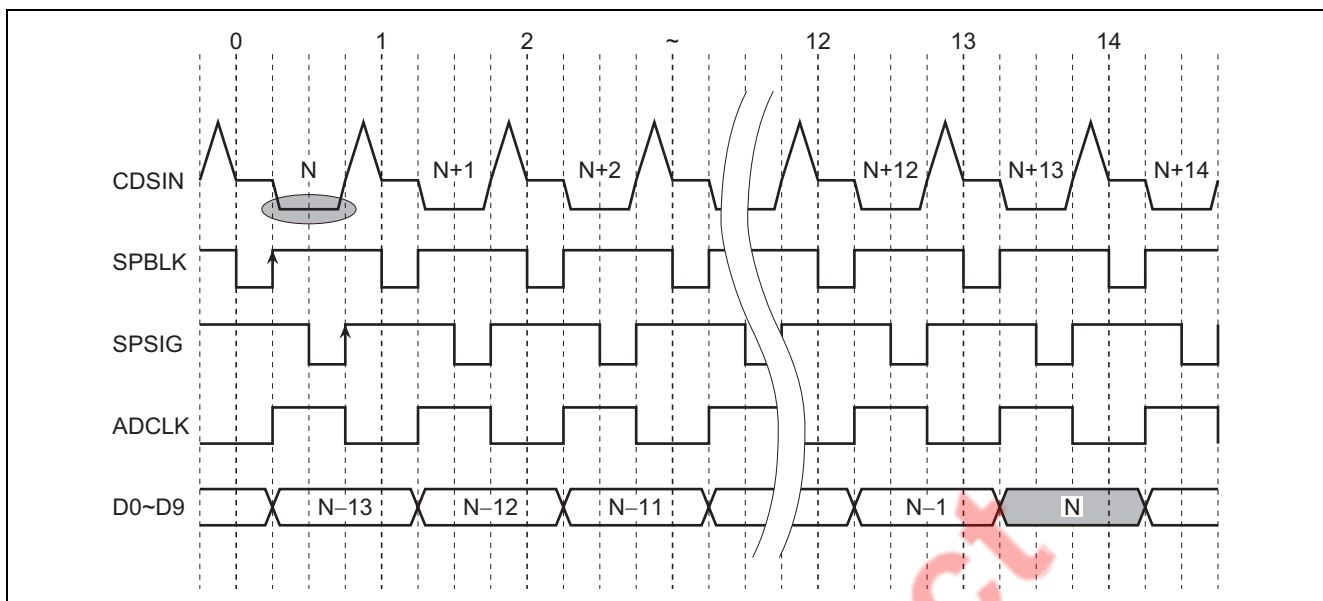 0 1 2 ~ 12 13 14
CDSIN N N+1 N+2 N+12 N+13 N+14
SPBLK
SPSIG
ADCLK
D0~D9 N–13 N–12 N–11 N–1 N
ct